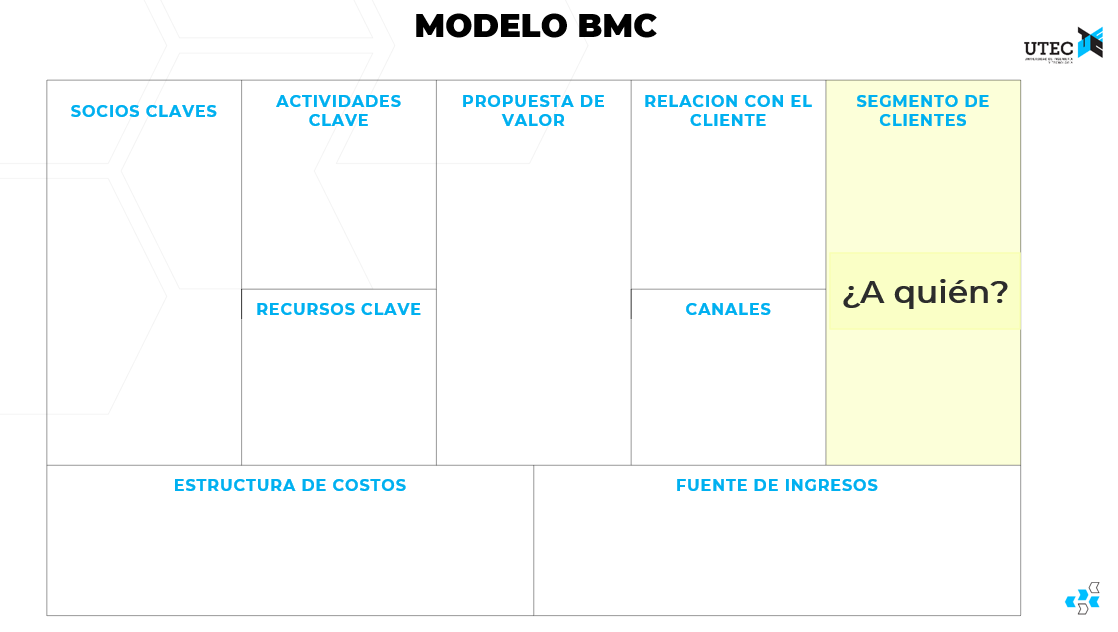 MODELO BMC
UTEC
SOCIOS CLAVES
ACTIVIDADES
CLAVE
PROPUESTA DE
VALOR
RELACION CON EL
CLIENTE
SEGMENTO DE
CLIENTES
¿A quién?
RECURSOS CLAVE
CANALES
ESTRUCTURA DE COSTOS
FUENTE DE INGRESOS